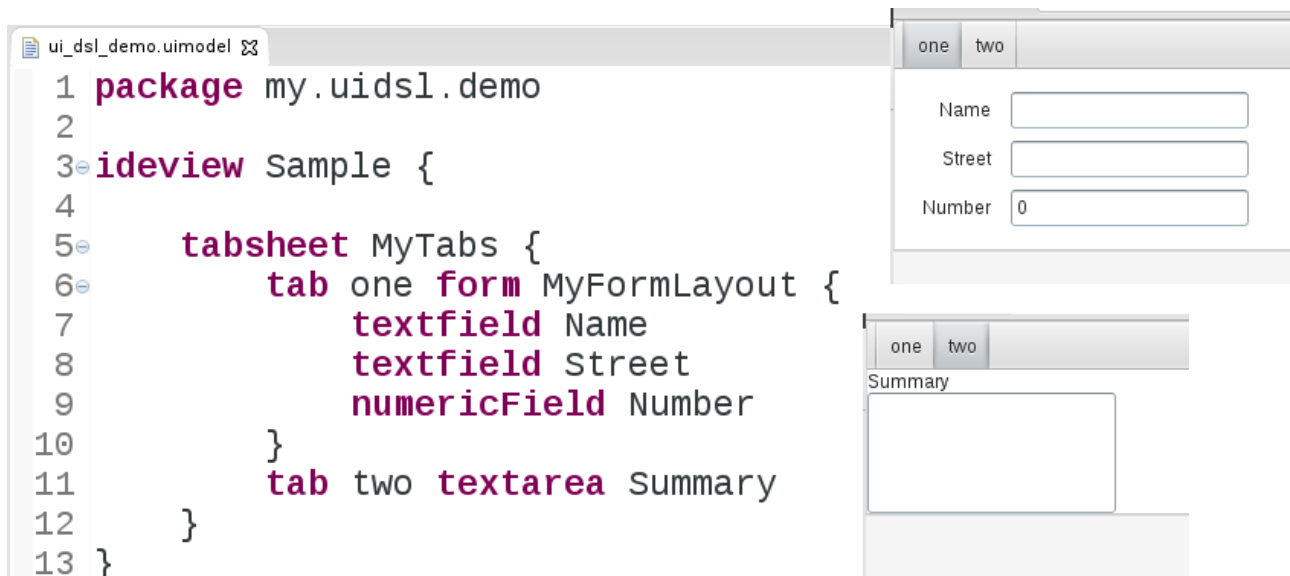 ui_dsl_demo.uimodel
1 package my.uidsl.demo
2
3 ideview Sample {
4
5 tabsheet MyTabs {
6 tab one form MyFormLayout {
7 textfield Name
8 textfield Street
9 numericField Number
10 }
11 tab two textarea Summary
12 }
13 }
one two
Name
Street
Number 0
one two
Summary